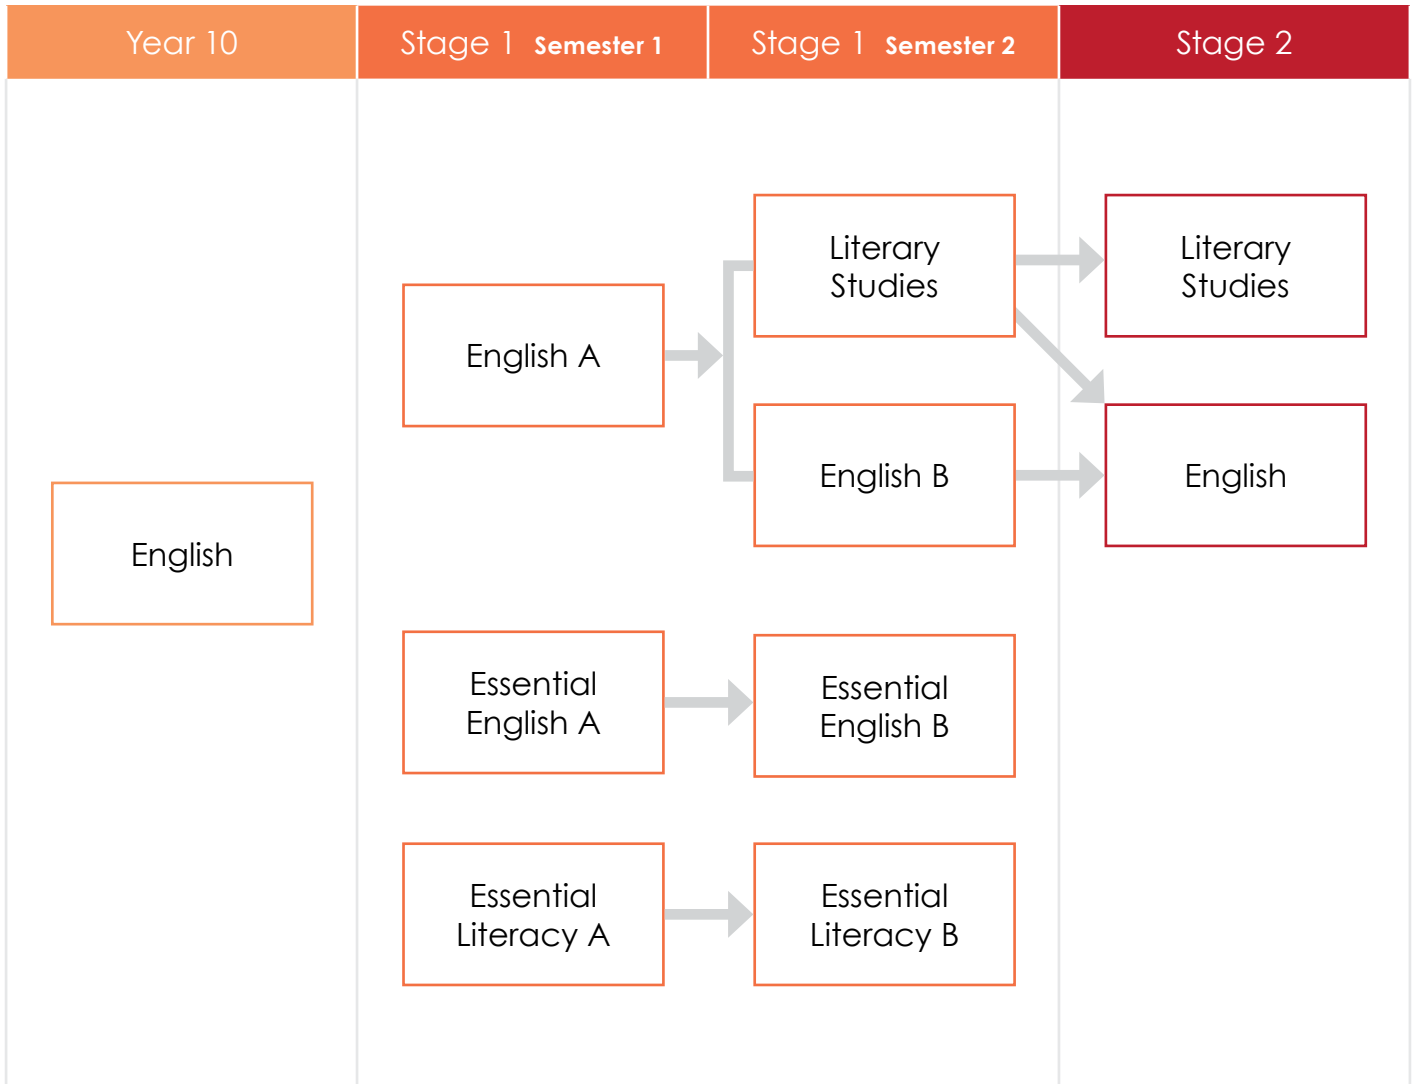 Year 10
Stage 1 Semester 1
Stage 1 Semester 2
Stage 2
English
English A
Literary
Studies
English B
Literary
Studies
English
Essential
English A
Essential
English B
Essential
Literacy A
Essential
Literacy B